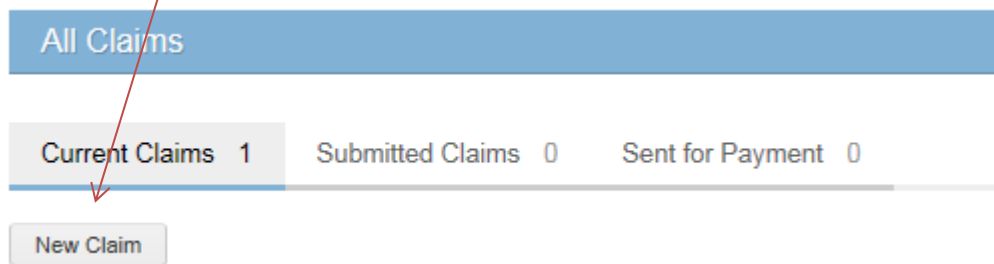 All Claims
Current Claims 1 Submitted Claims 0 Sent for Payment 0
New Claim